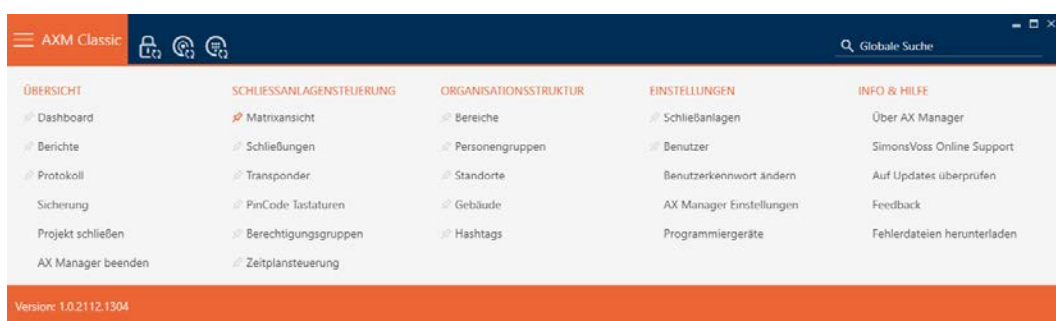 AXM Classic
Globale Suche
ÜBERSICHT
Dashboard
Berichte
Protokoll
Sicherung
Projekt schließen
AX Manager beenden
SCHLIESSANLAGENSTEUERUNG
Matrixansicht
Schließungen
Transponder
PinCode Tastaturen
Berechtigungsgruppen
Zeitplansteuerung
ORGANISATIONSSTRUKTUR
Bereiche
Personengruppen
Standorte
Gebäude
Hashtags
EINSTELLUNGEN
Schließanlagen
Benutzer
Benutzerkennwort ändern
AX Manager Einstellungen
Programmiergeräte
INFO & HILFE
Über AX Manager
SimonsVoss Online Support
Auf Updates überprüfen
Feedback
Fehlerdateien herunterladen
Version: 1.0.2112.1304